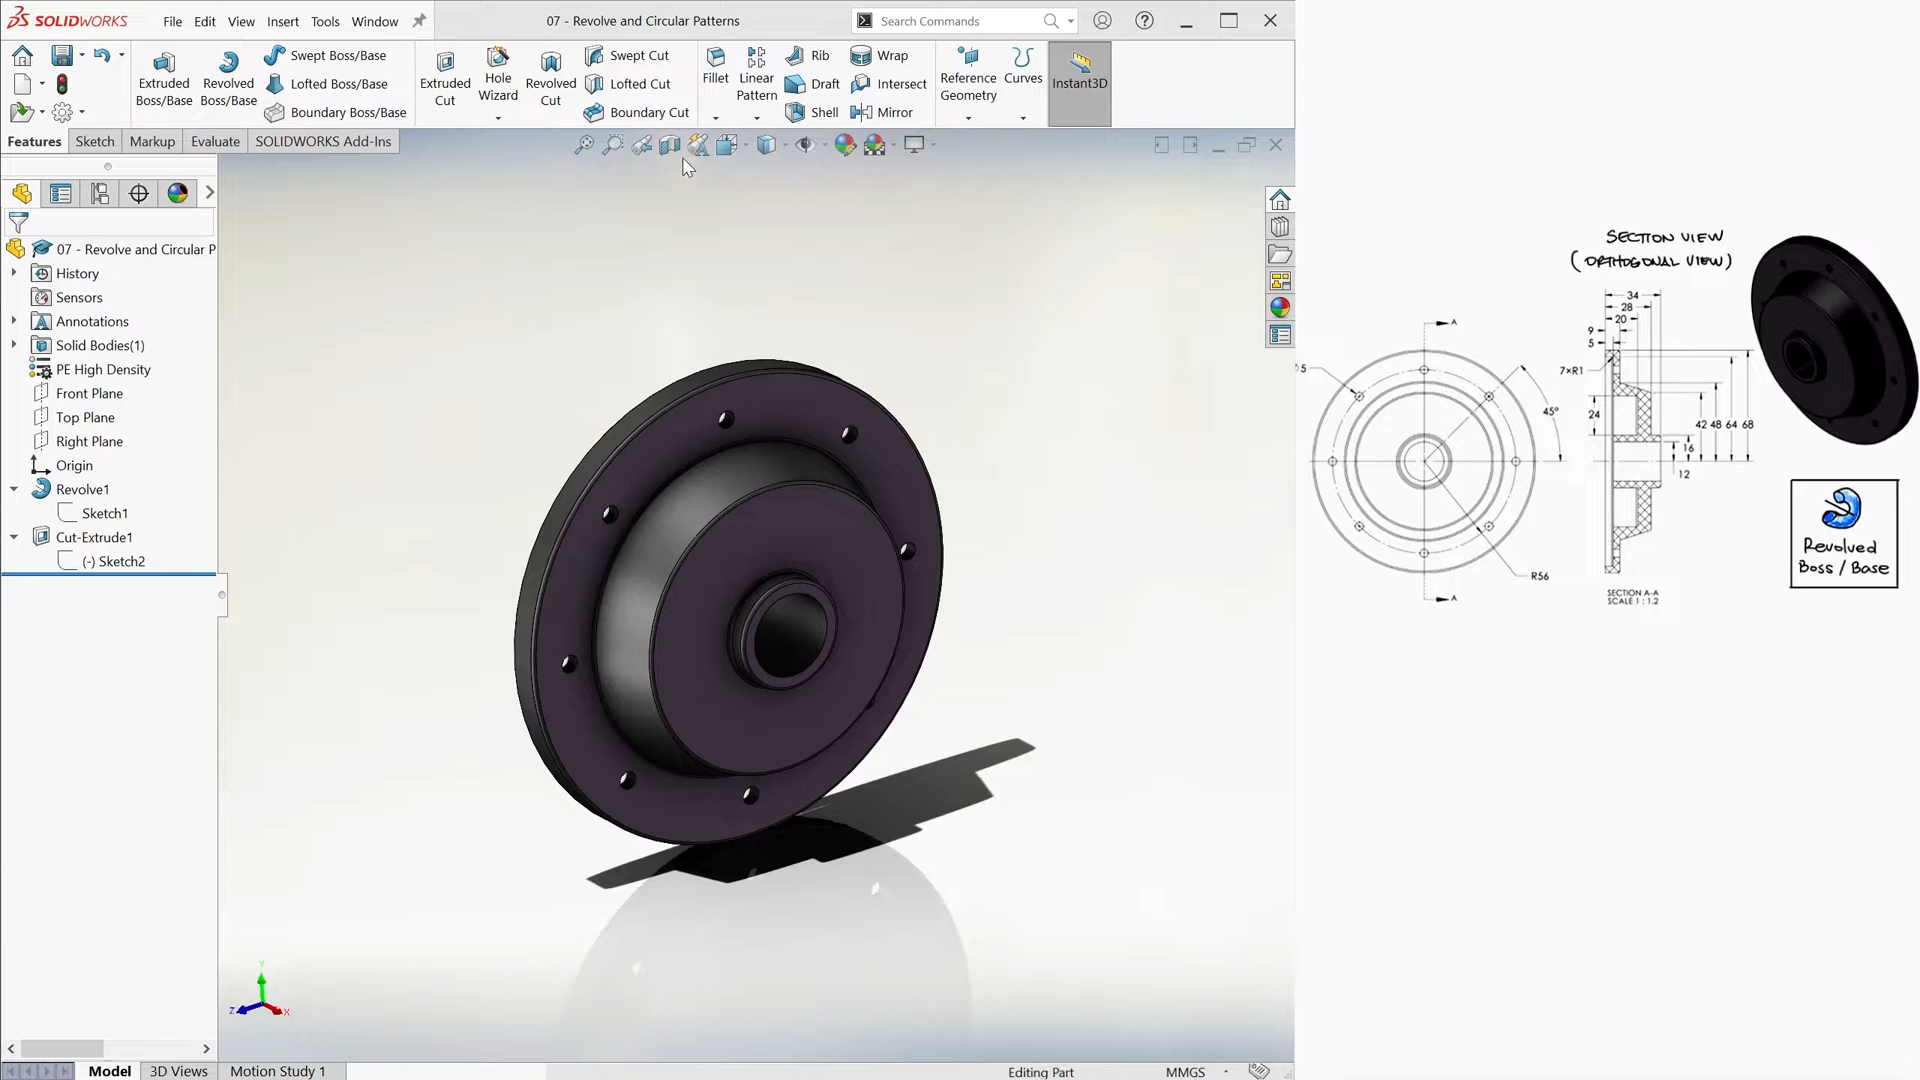 SOLIDWORKS
File Edit View Insert Tools Window
07 - Revolve and Circular Patterns
Search Commands
Extruded Boss/Base
Revolved Boss/Base
Swept Boss/Base
Lofted Boss/Base
Boundary Boss/Base
Extruded Cut
Hole Wizard
Revolved Cut
Swept Cut
Lofted Cut
Boundary Cut
Fillet
Linear Pattern
Rib
Draft
Shell
Wrap
Intersect
Mirror
Reference Geometry
Curves
Instant3D
Features Sketch Markup Evaluate SOLIDWORKS Add-Ins
07 - Revolve and Circular P
History
Sensors
Annotations
Solid Bodies(1)
PE High Density
Front Plane
Top Plane
Right Plane
Origin
Revolve1
Sketch1
Cut-Extrude1
(-) Sketch2
Y
Z
X
Model 3D Views Motion Study 1
Editing Part
MMGS
SECTION VIEW
(ORTHOGONAL VIEW)
34
28
20
9
5
7×R1
24
42 48 64 68
16
12
SECTION A-A
SCALE 1 : 1.2
A
5
45°
R56
A
Revolved
Boss / Base